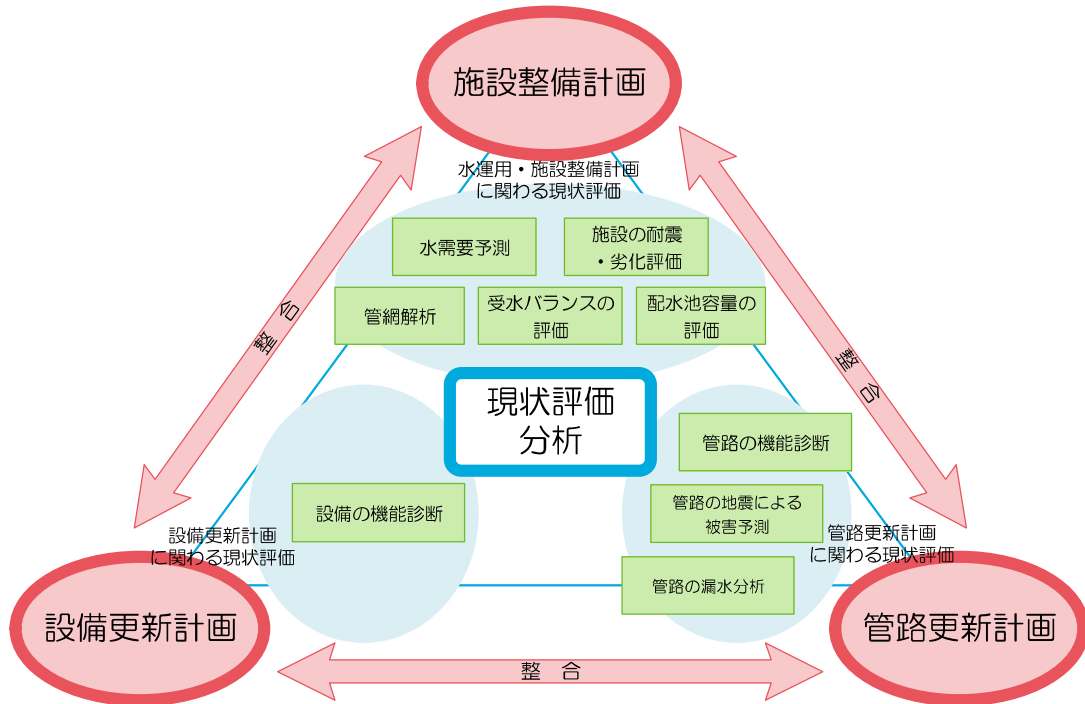 施設整備計画
水運用・施設整備計画
に関わる現状評価
水需要予測
施設の耐震
・劣化評価
管網解析
受水バランスの
評価
配水池容量の
評価
整 合
整 合
現状評価
分析
管路の機能診断
設備の機能診断
管路の地震による
被害予測
設備更新計画
に関わる現状評価
管路更新計画
に関わる現状評価
管路の漏水分析
設備更新計画
管路更新計画
整 合